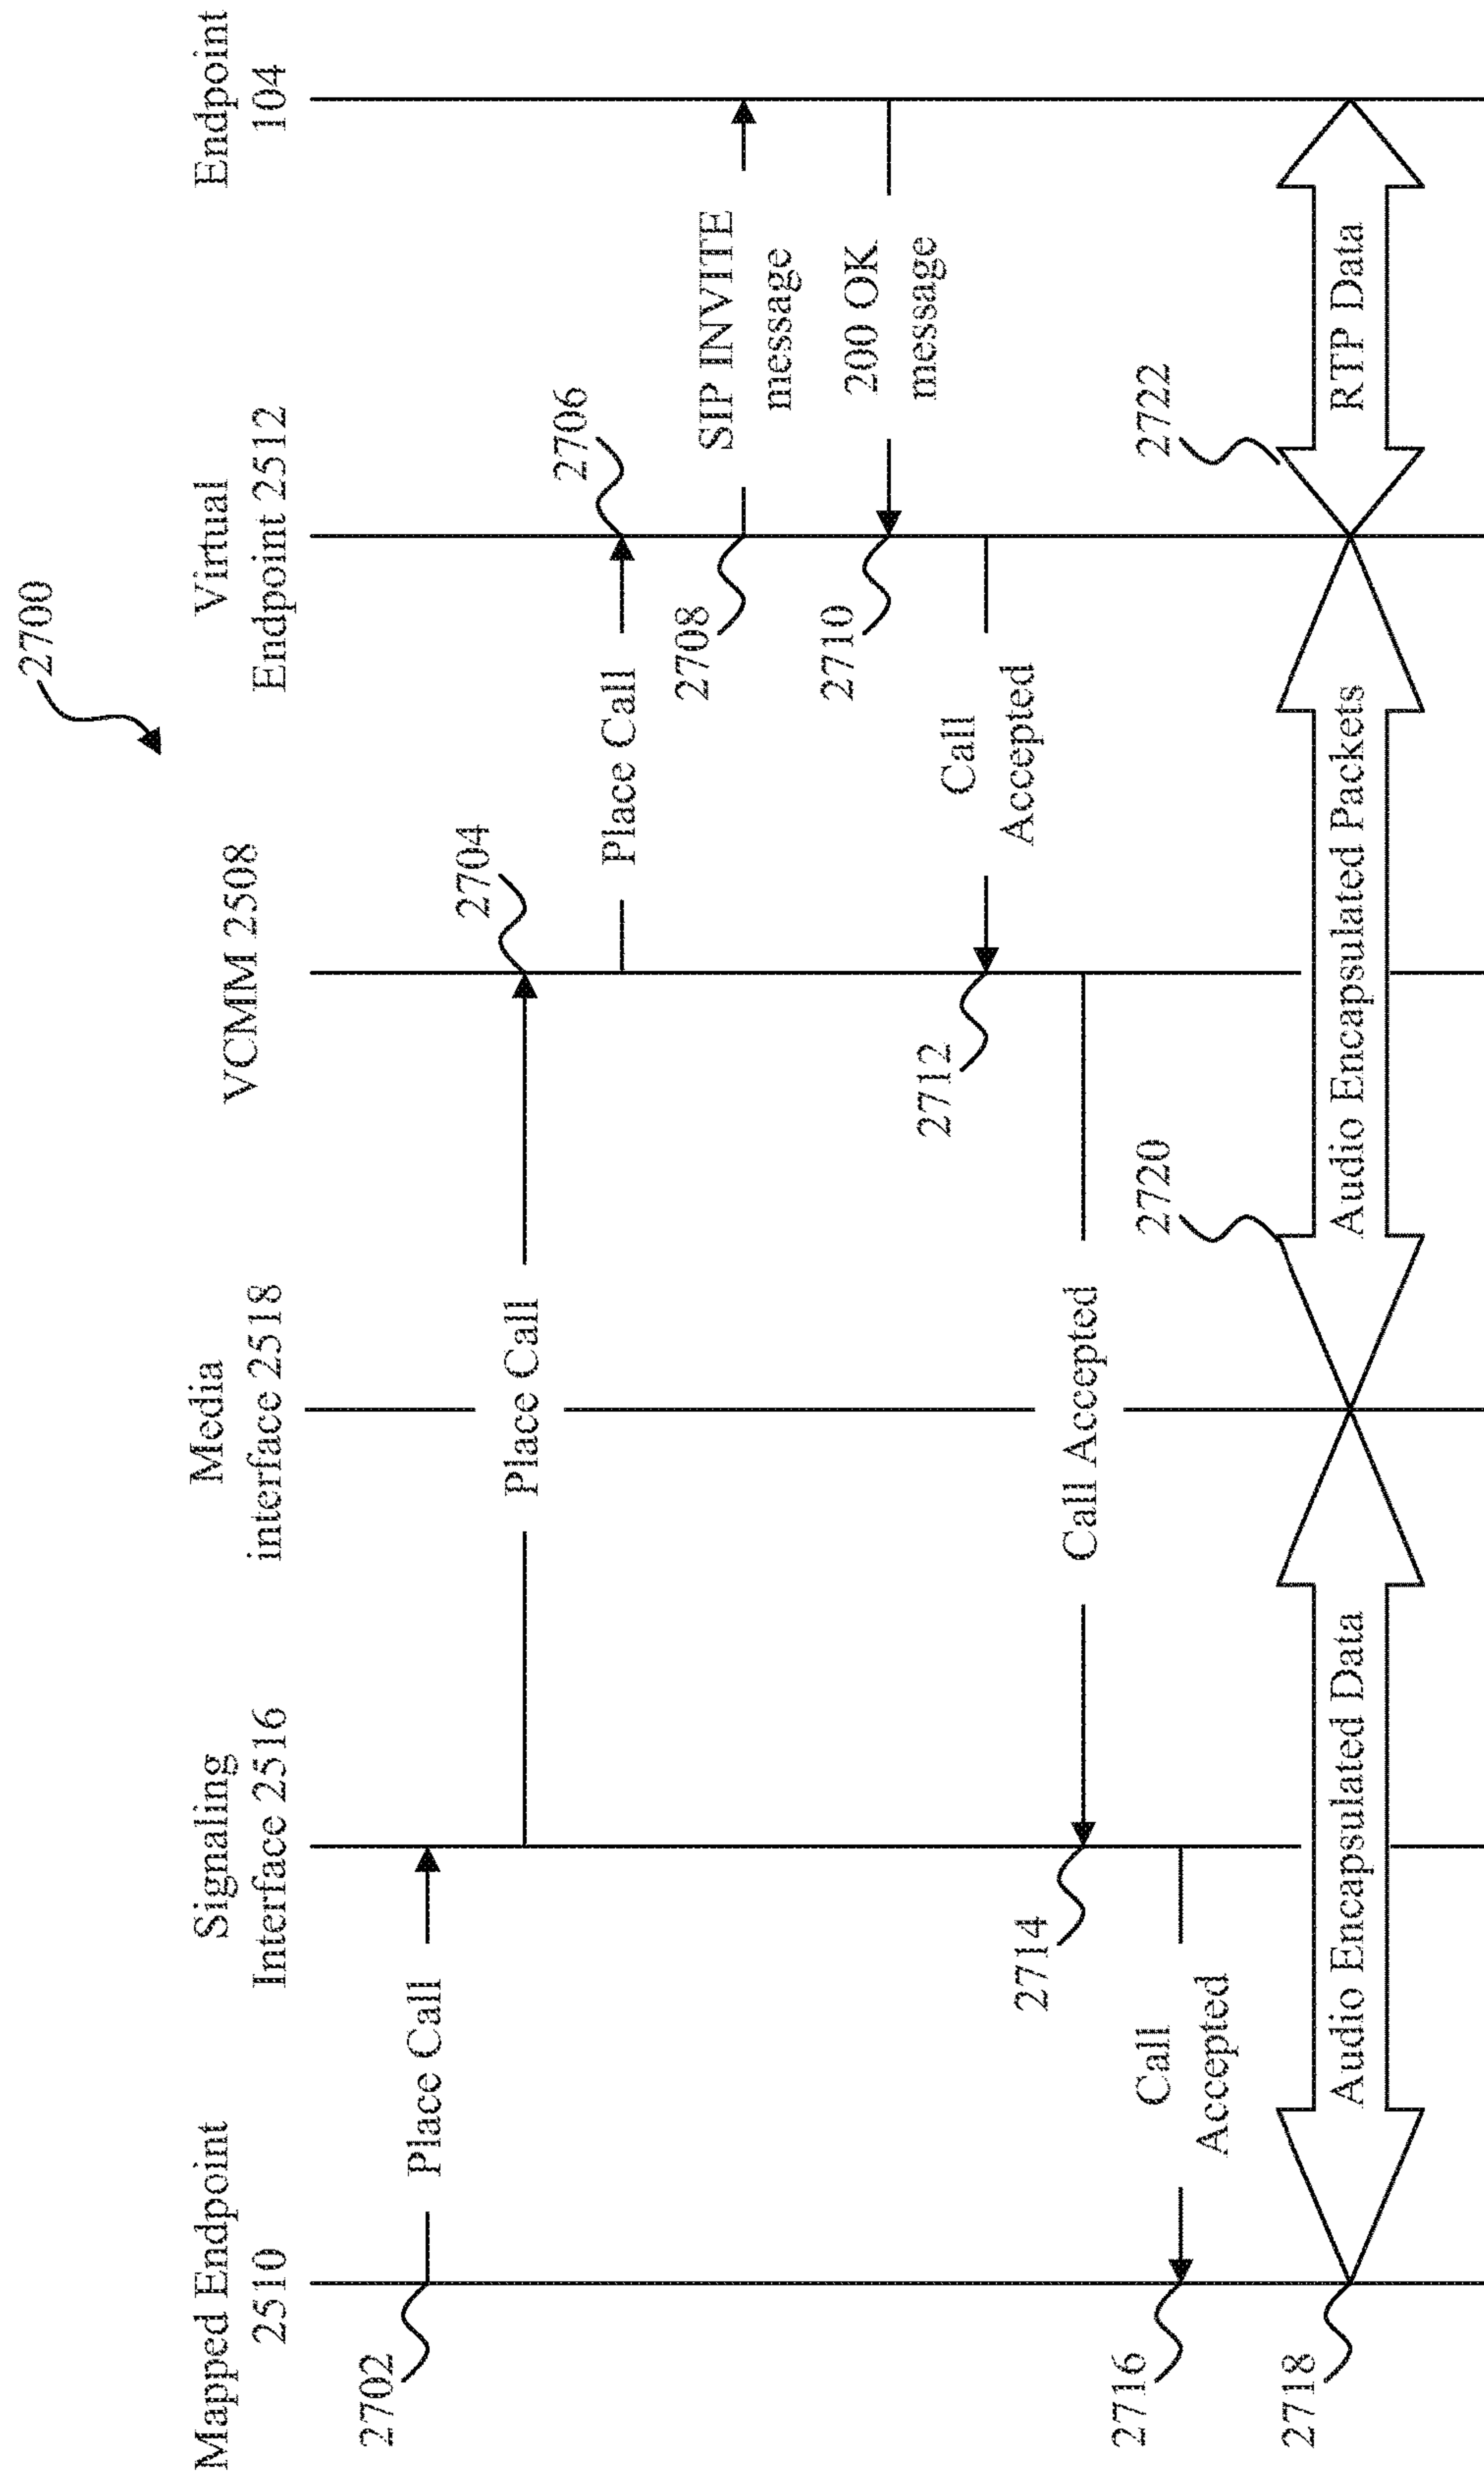 2700
Mapped Endpoint
2510
Signaling
Interface 2516
Media
interface 2518
VCMM 2508
Virtual
Endpoint 2512
Endpoint
104
2702
Place Call
Place Call
2704
Place Call
2706
2708
SIP INVITE
message
2710
200 OK
message
Call
Accepted
2712
Call Accepted
2714
Call
Accepted
2716
2718
Audio Encapsulated Data
2720
Audio Encapsulated Packets
2722
RTP Data